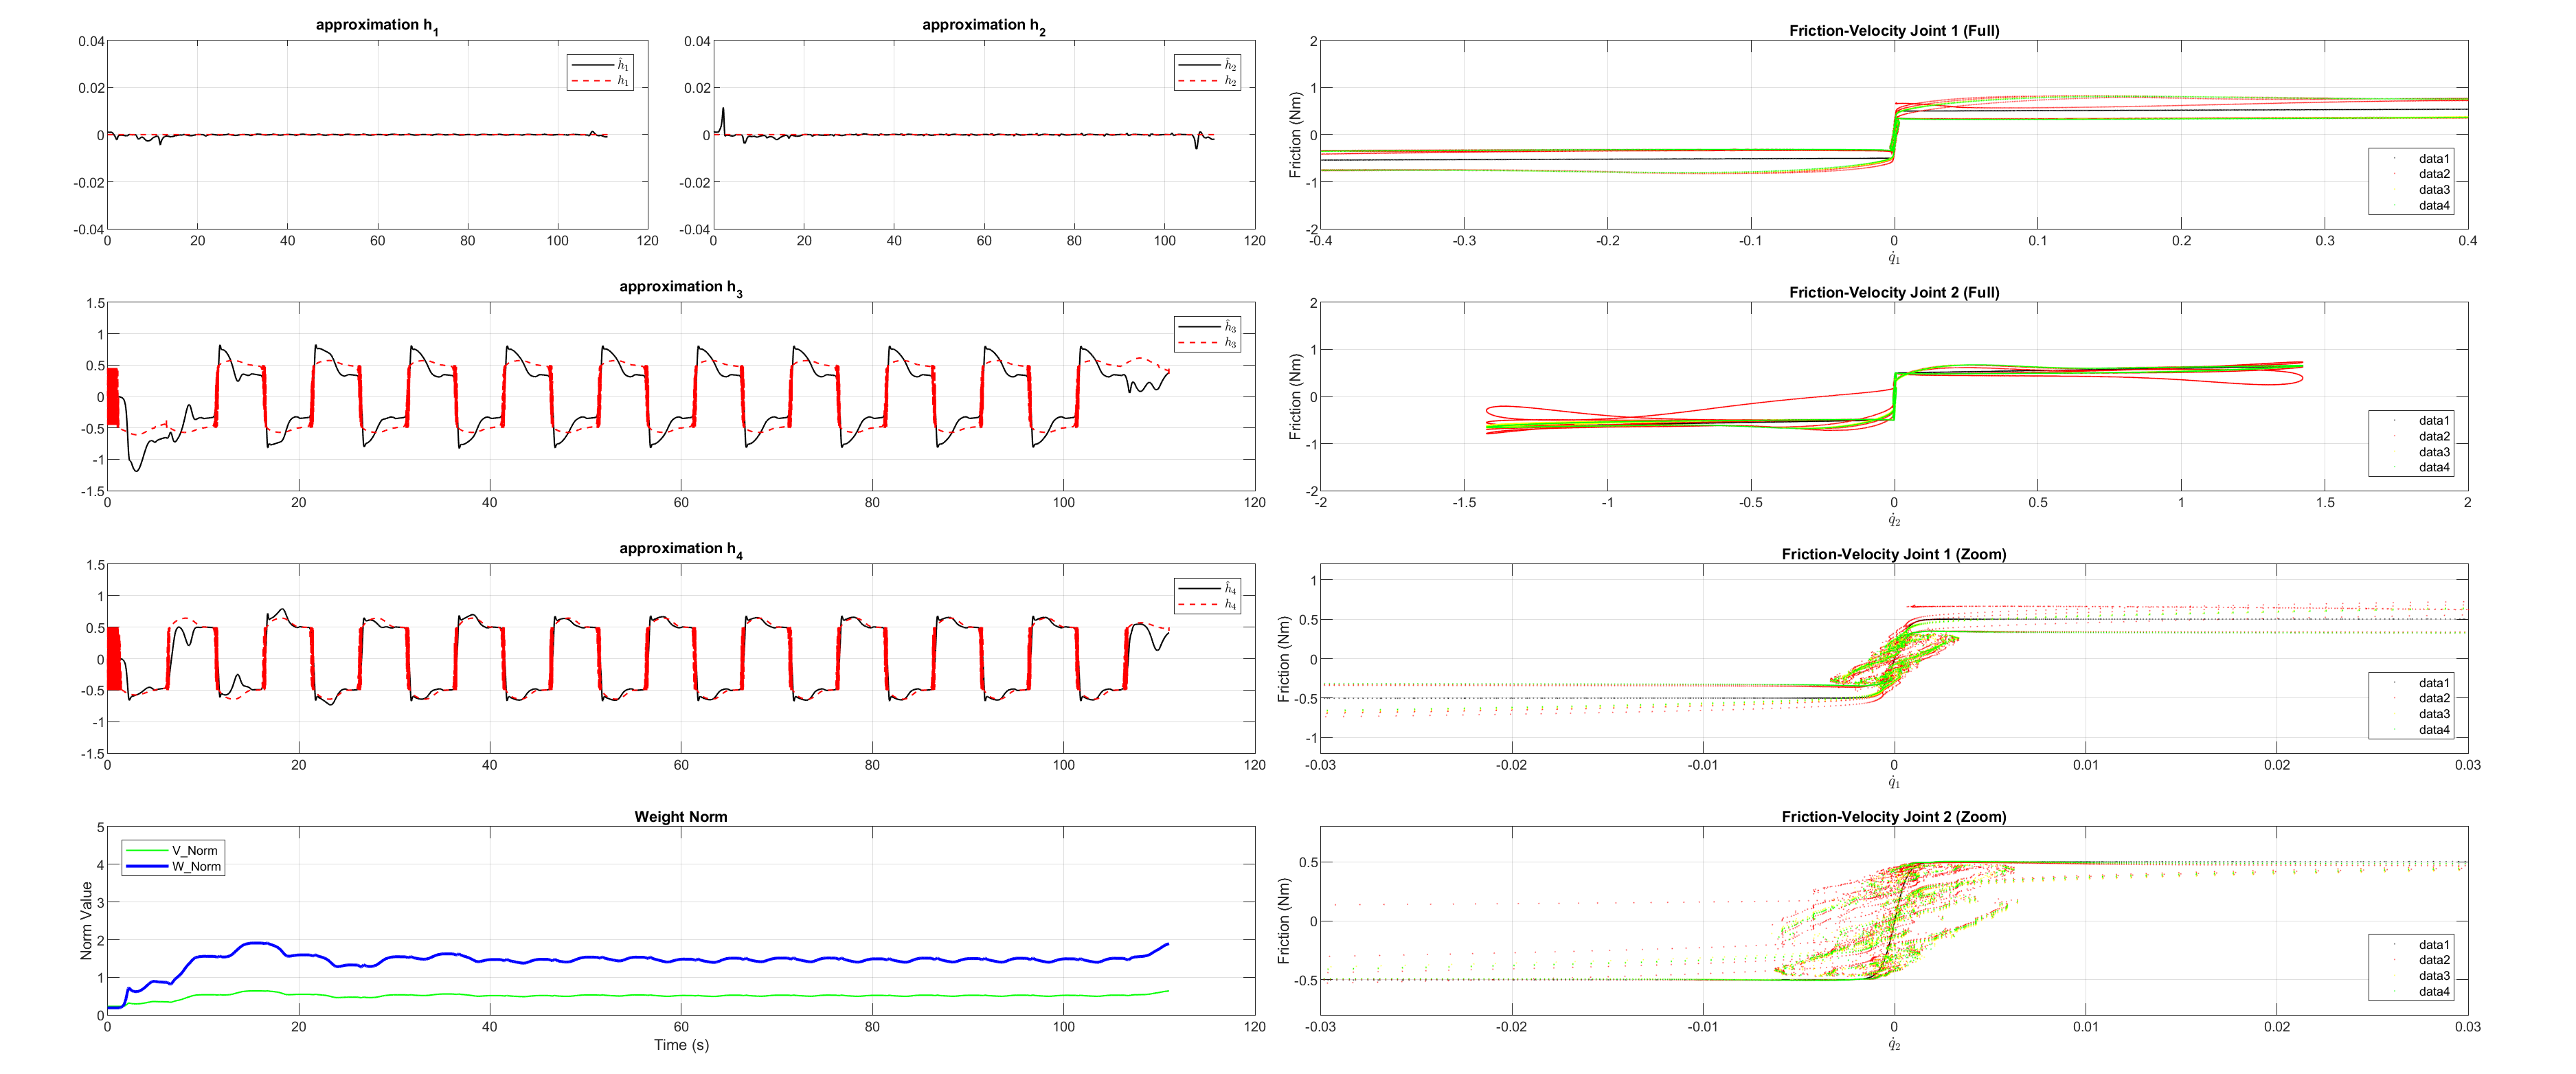 approximation h1
0.04
0.02
0
-0.02
-0.04
0 20 40 60 80 100 120
ĥ1
h1
approximation h2
0.04
0.02
0
-0.02
-0.04
0 20 40 60 80 100 120
ĥ2
h2
Friction-Velocity Joint 1 (Full)
Friction (Nm)
2
1
0
-1
-2
-0.4 -0.3 -0.2 -0.1 0 0.1 0.2 0.3 0.4
q̇1
data1
data2
data3
data4
approximation h3
1.5
1
0.5
0
-0.5
-1
-1.5
0 20 40 60 80 100 120
ĥ3
h3
Friction-Velocity Joint 2 (Full)
Friction (Nm)
2
1
0
-1
-2
-2 -1.5 -1 -0.5 0 0.5 1 1.5 2
q̇2
data1
data2
data3
data4
approximation h4
1.5
1
0.5
0
-0.5
-1
-1.5
0 20 40 60 80 100 120
ĥ4
h4
Friction-Velocity Joint 1 (Zoom)
Friction (Nm)
1
0.5
0
-0.5
-1
-0.03 -0.02 -0.01 0 0.01 0.02 0.03
q̇1
data1
data2
data3
data4
Weight Norm
Norm Value
5
4
3
2
1
0
0 20 40 60 80 100 120
Time (s)
V_Norm
W_Norm
Friction-Velocity Joint 2 (Zoom)
Friction (Nm)
0.5
0
-0.5
-0.03 -0.02 -0.01 0 0.01 0.02 0.03
q̇2
data1
data2
data3
data4